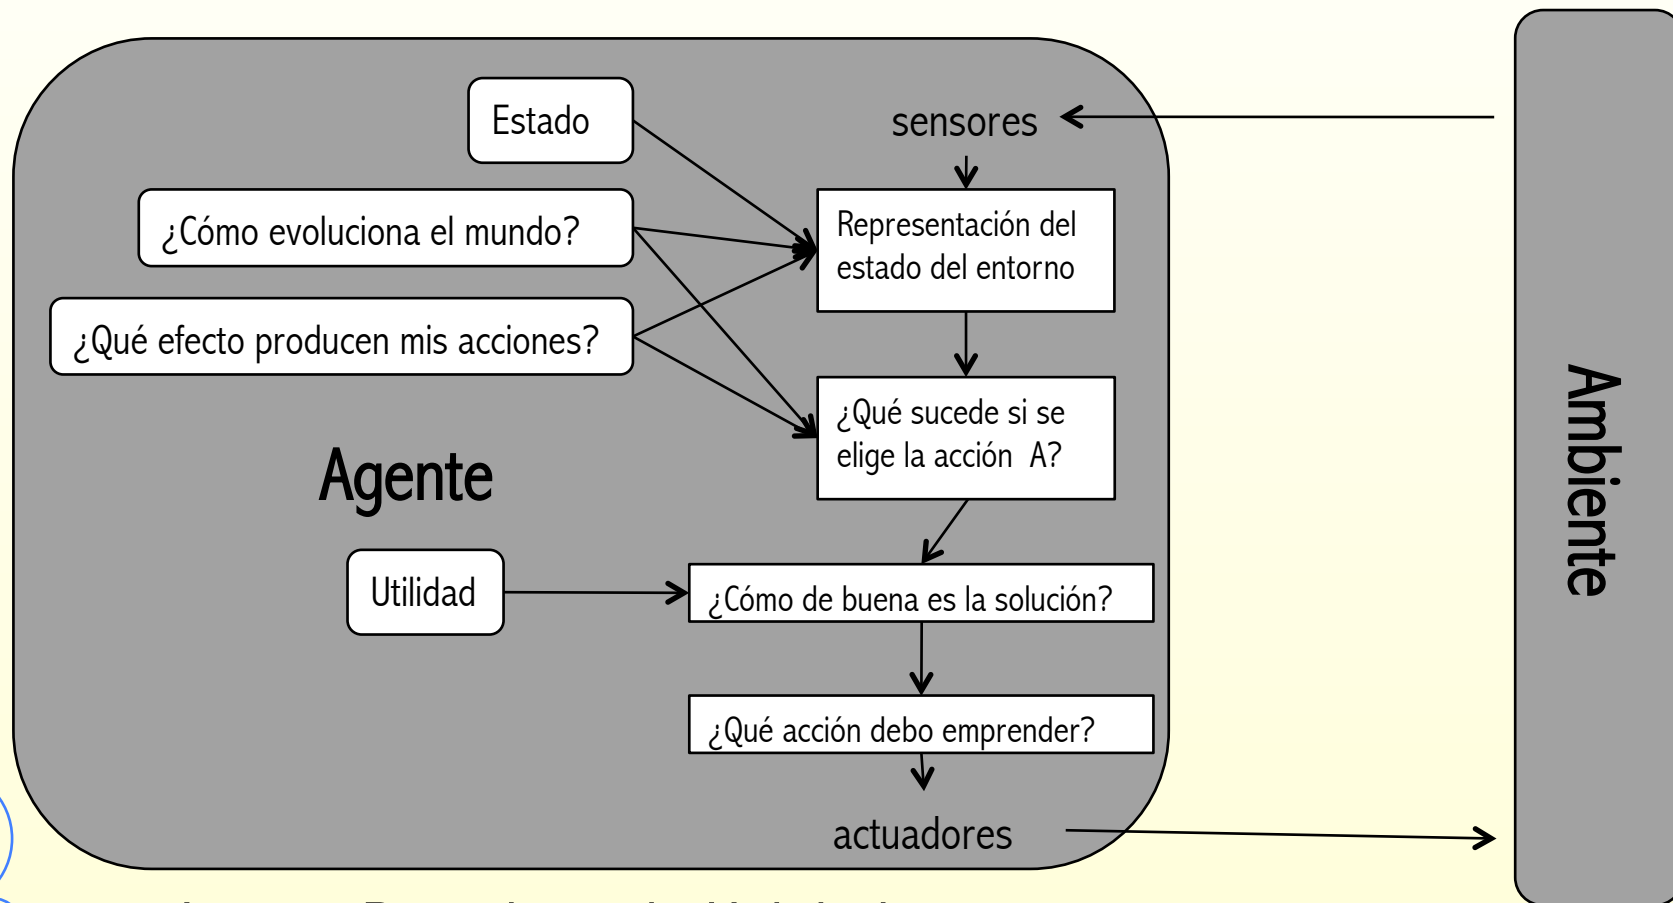 Estado
sensores
¿Cómo evoluciona el mundo?
Representación del
estado del entorno
¿Qué efecto producen mis acciones?
¿Qué sucede si se
elige la acción A?
Agente
Ambiente
Utilidad
¿Cómo de buena es la solución?
¿Qué acción debo emprender?
actuadores